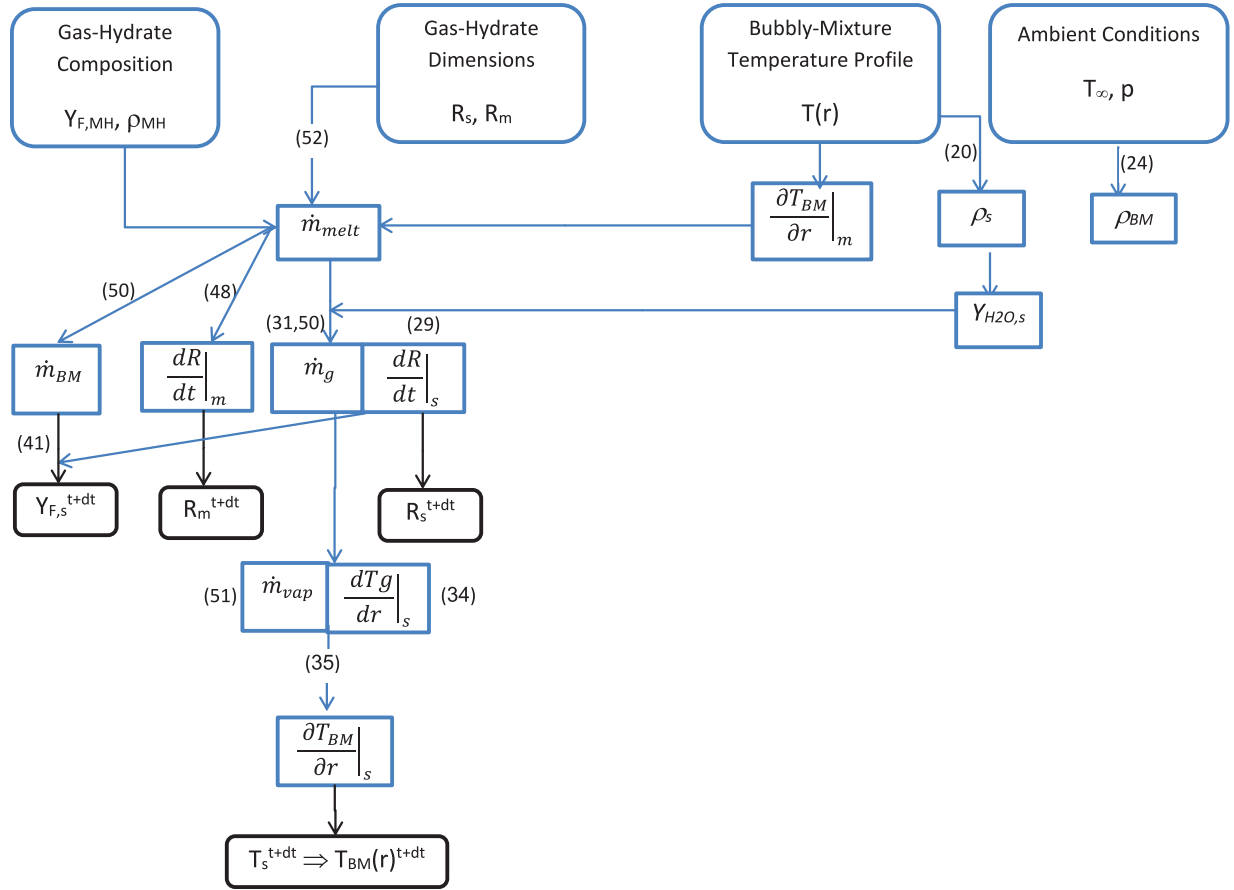 Gas-Hydrate
Composition
Y_F,MH, ρ_MH
Gas-Hydrate
Dimensions
R_s, R_m
Bubbly-Mixture
Temperature Profile
T(r)
Ambient Conditions
T_∞, p
(52)
(20)
(24)
ṁ_melt
∂T_BM/∂r|_m
ρ_s
ρ_BM
(50)
(48)
(31,50)
(29)
Y_H2O,s
ṁ_BM
dR/dt|_m
ṁ_g
dR/dt|_s
(41)
Y_F,s^t+dt
R_m^t+dt
R_s^t+dt
(51)
ṁ_vap
dTg/dr|_s
(34)
(35)
∂T_BM/∂r|_s
T_s^t+dt ⇒ T_BM(r)^t+dt